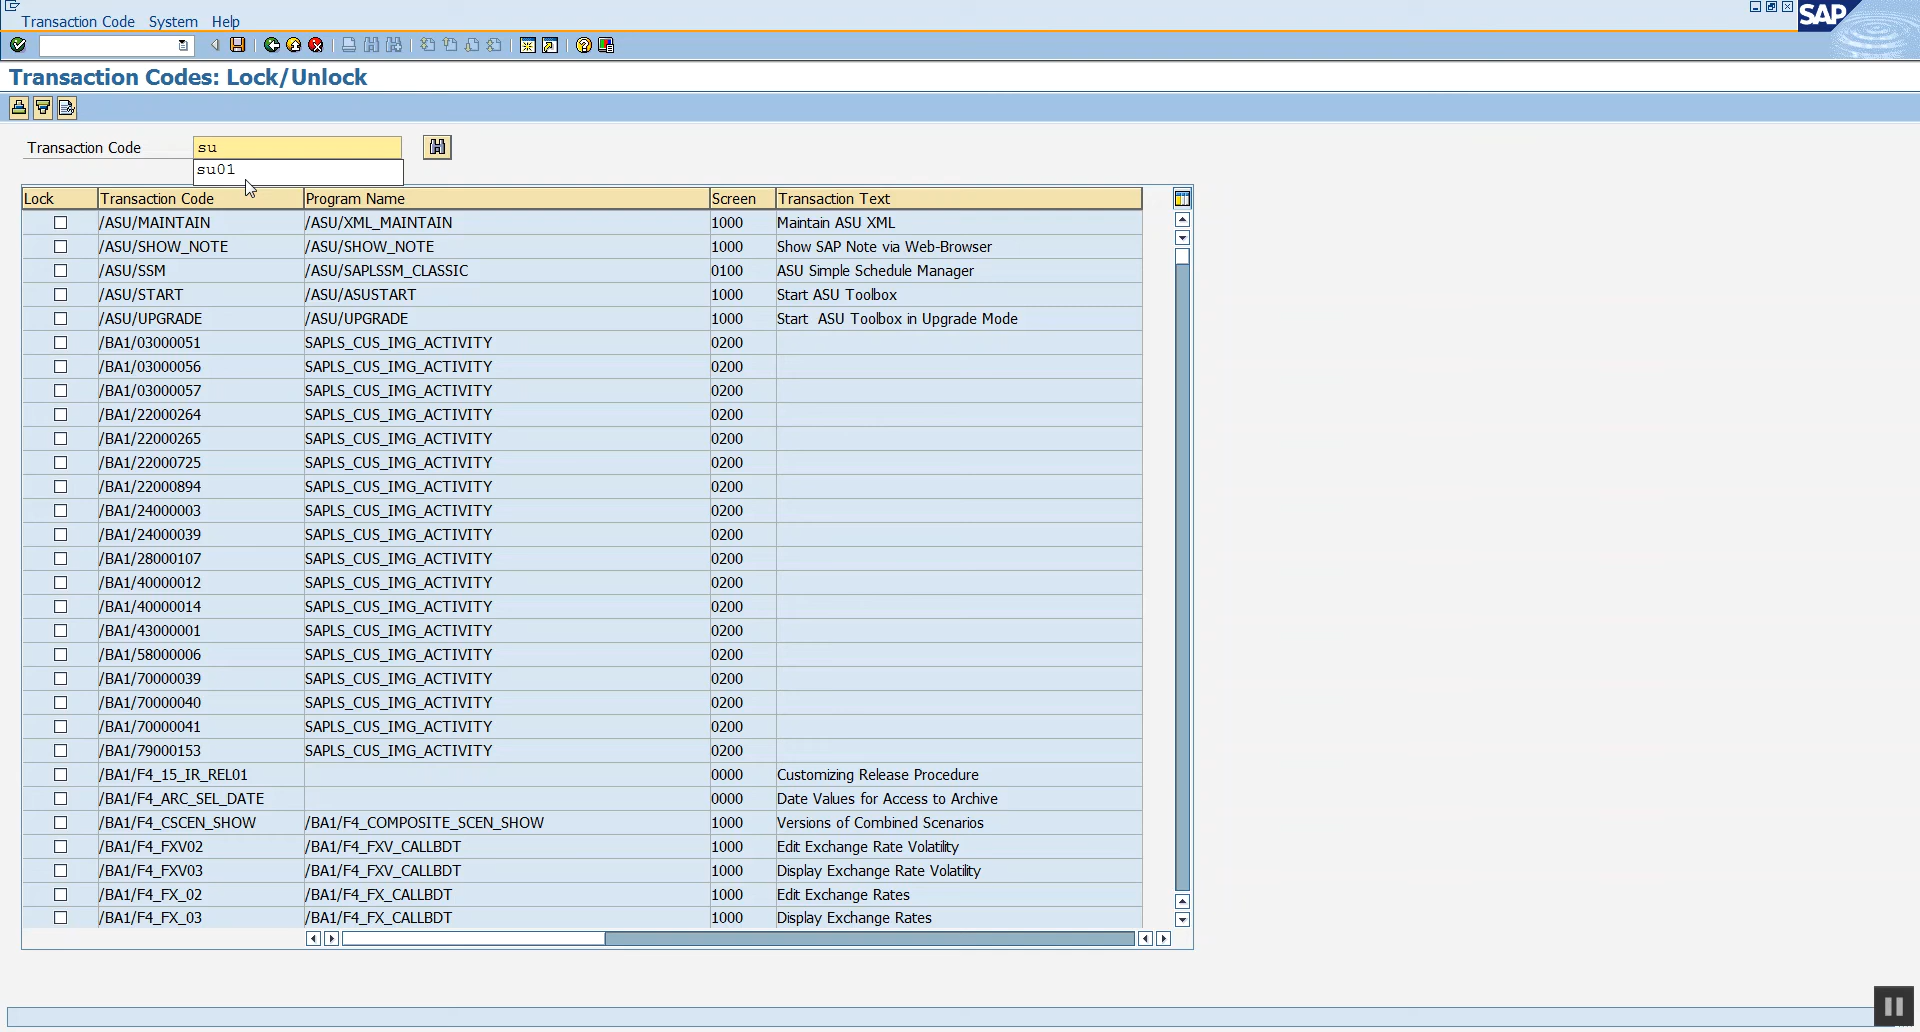 Transaction Code System Help
SAP
Transaction Codes: Lock/Unlock
Transaction Code su
su01
Lock Transaction Code Program Name Screen Transaction Text
/ASU/MAINTAIN /ASU/XML_MAINTAIN 1000 Maintain ASU XML
/ASU/SHOW_NOTE /ASU/SHOW_NOTE 1000 Show SAP Note via Web-Browser
/ASU/SSM /ASU/SAPLSSM_CLASSIC 0100 ASU Simple Schedule Manager
/ASU/START /ASU/ASUSTART 1000 Start ASU Toolbox
/ASU/UPGRADE /ASU/UPGRADE 1000 Start ASU Toolbox in Upgrade Mode
/BA1/03000051 SAPLS_CUS_IMG_ACTIVITY 0200
/BA1/03000056 SAPLS_CUS_IMG_ACTIVITY 0200
/BA1/03000057 SAPLS_CUS_IMG_ACTIVITY 0200
/BA1/22000264 SAPLS_CUS_IMG_ACTIVITY 0200
/BA1/22000265 SAPLS_CUS_IMG_ACTIVITY 0200
/BA1/22000725 SAPLS_CUS_IMG_ACTIVITY 0200
/BA1/22000894 SAPLS_CUS_IMG_ACTIVITY 0200
/BA1/24000003 SAPLS_CUS_IMG_ACTIVITY 0200
/BA1/24000039 SAPLS_CUS_IMG_ACTIVITY 0200
/BA1/28000107 SAPLS_CUS_IMG_ACTIVITY 0200
/BA1/40000012 SAPLS_CUS_IMG_ACTIVITY 0200
/BA1/40000014 SAPLS_CUS_IMG_ACTIVITY 0200
/BA1/43000001 SAPLS_CUS_IMG_ACTIVITY 0200
/BA1/58000006 SAPLS_CUS_IMG_ACTIVITY 0200
/BA1/70000039 SAPLS_CUS_IMG_ACTIVITY 0200
/BA1/70000040 SAPLS_CUS_IMG_ACTIVITY 0200
/BA1/70000041 SAPLS_CUS_IMG_ACTIVITY 0200
/BA1/79000153 SAPLS_CUS_IMG_ACTIVITY 0200
/BA1/F4_15_IR_REL01 0000 Customizing Release Procedure
/BA1/F4_ARC_SEL_DATE 0000 Date Values for Access to Archive
/BA1/F4_CSCEN_SHOW /BA1/F4_COMPOSITE_SCEN_SHOW 1000 Versions of Combined Scenarios
/BA1/F4_FXV02 /BA1/F4_FXV_CALLBDT 1000 Edit Exchange Rate Volatility
/BA1/F4_FXV03 /BA1/F4_FXV_CALLBDT 1000 Display Exchange Rate Volatility
/BA1/F4_FX_02 /BA1/F4_FX_CALLBDT 1000 Edit Exchange Rates
/BA1/F4_FX_03 /BA1/F4_FX_CALLBDT 1000 Display Exchange Rates